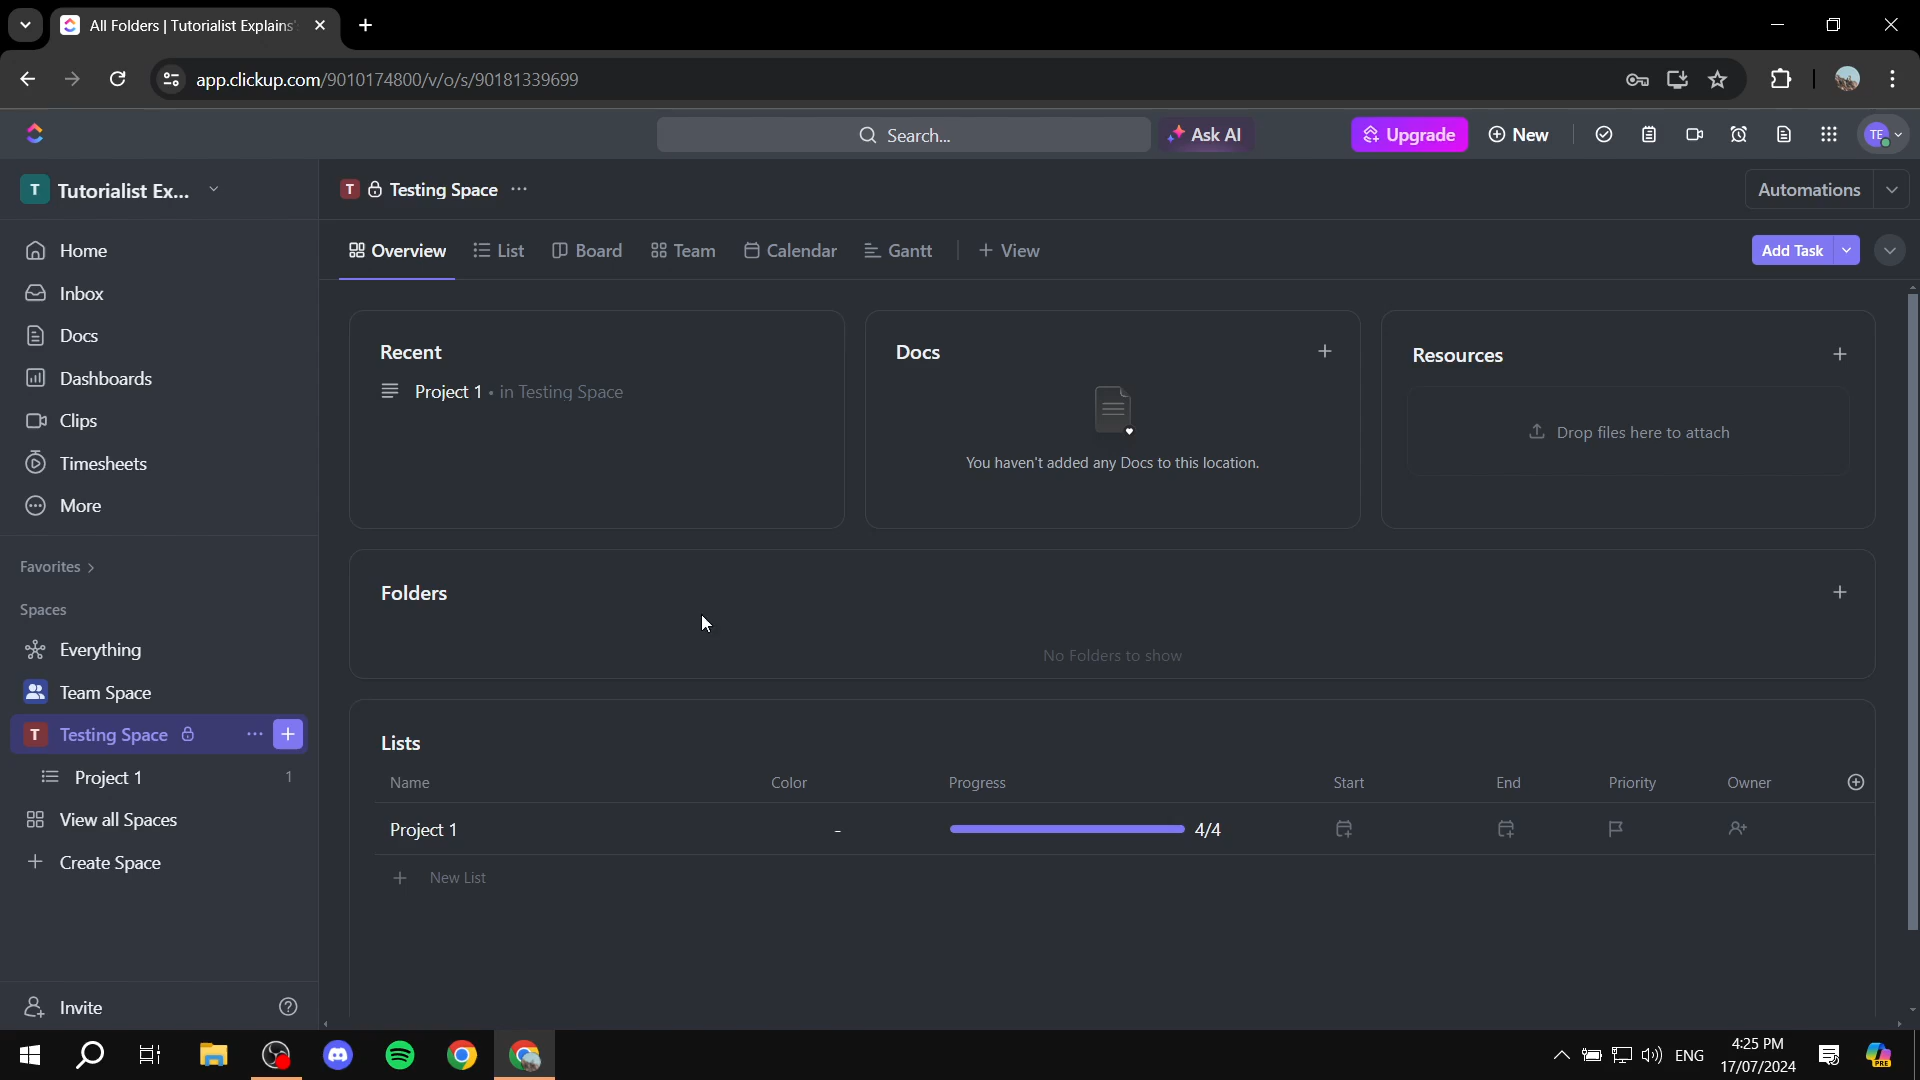 All Folders | Tutorialist Explains'
app.clickup.com/9010174800/v/o/s/90181339699
Search...
Ask AI
Upgrade
New
TE
T Tutorialist Ex...
T Testing Space
Automations
Home
Inbox
Docs
Dashboards
Clips
Timesheets
More
Favorites
Spaces
Everything
Team Space
T Testing Space
Project 1 1
View all Spaces
Create Space
Invite
Overview List Board Team Calendar Gantt View
Add Task
Recent
Project 1 • in Testing Space
Docs
You haven't added any Docs to this location.
Resources
Drop files here to attach
Folders
No Folders to show
Lists
Name Color Progress Start End Priority Owner
Project 1 - 4/4
New List
ENG
4:25 PM
17/07/2024
PRE